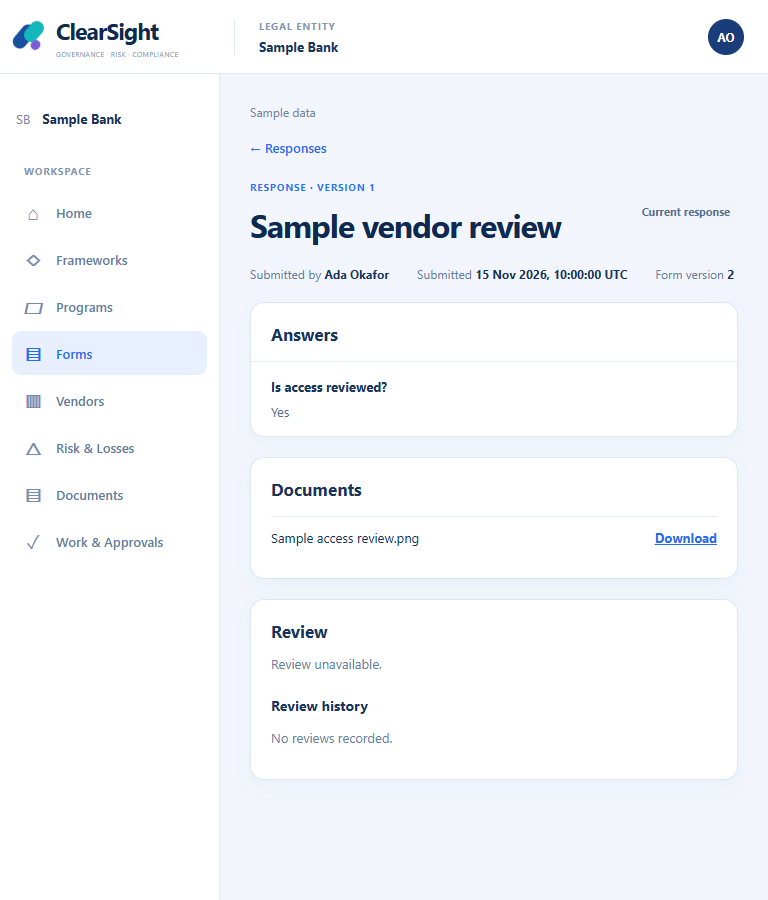 ClearSight
GOVERNANCE · RISK · COMPLIANCE
LEGAL ENTITY
Sample Bank
AO
SB Sample Bank
WORKSPACE
Home
Frameworks
Programs
Forms
Vendors
Risk & Losses
Documents
Work & Approvals
Sample data
← Responses
RESPONSE · VERSION 1
Sample vendor review
Current response
Submitted by Ada Okafor Submitted 15 Nov 2026, 10:00:00 UTC Form version 2
Answers
Is access reviewed?
Yes
Documents
Sample access review.png Download
Review
Review unavailable.
Review history
No reviews recorded.